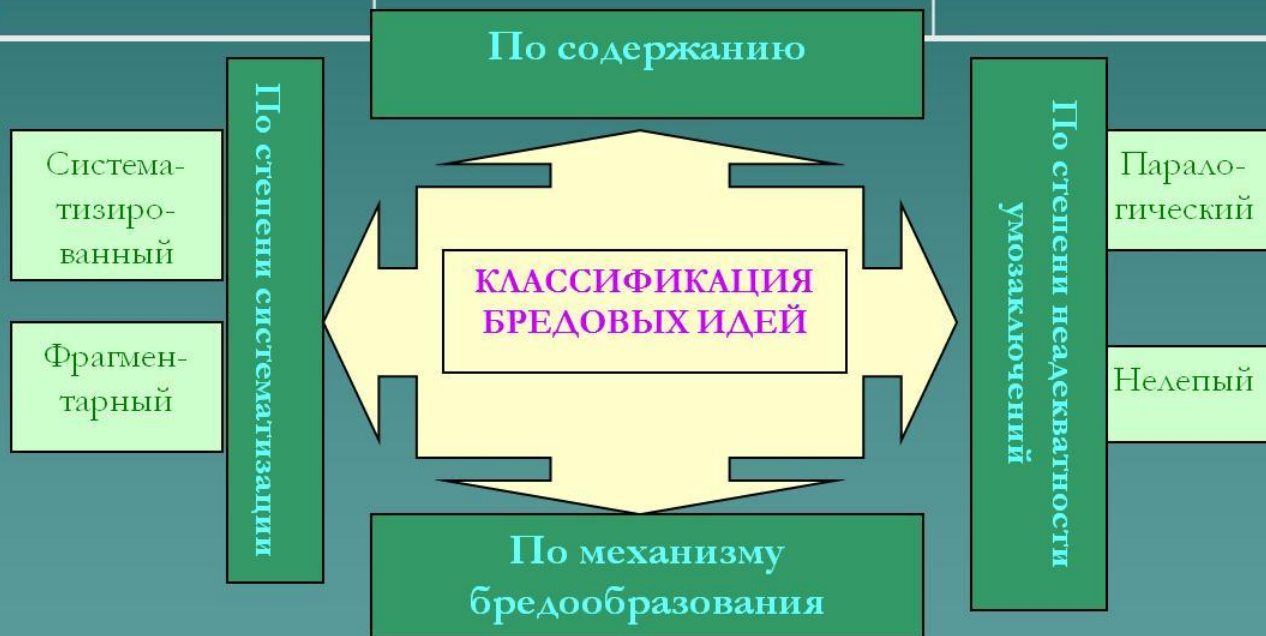 По содержанию
По степени систематизации
Система-
тизиро-
ванный
Фрагмен-
тарный
КЛАССИФИКАЦИЯ
БРЕДОВЫХ ИДЕЙ
По степени неадекватности
умозаключений
Парало-
гический
Нелепый
По механизму
бредообразования